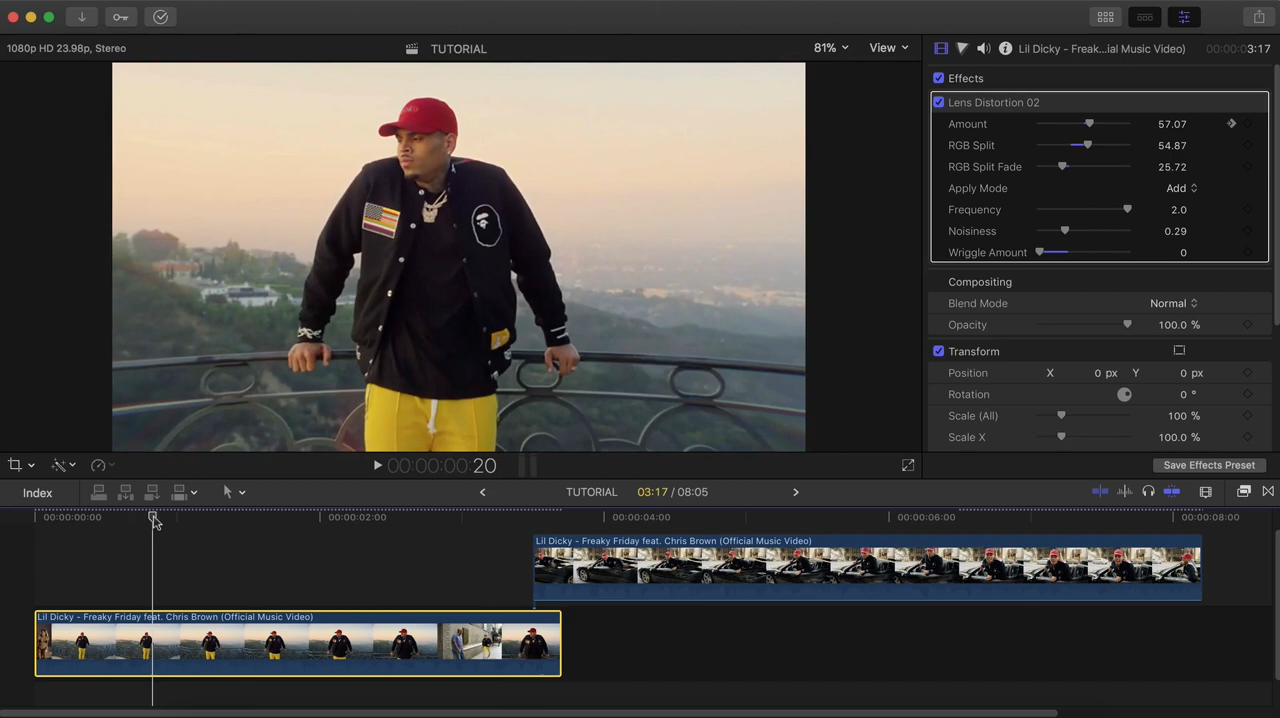 1080p HD 23.98p, Stereo
TUTORIAL
81%
View
Lil Dicky - Freak...ial Music Video)
00:00:03:17
Effects
Lens Distortion 02
Amount 57.07
RGB Split 54.87
RGB Split Fade 25.72
Apply Mode Add
Frequency 2.0
Noisiness 0.29
Wriggle Amount 0
Compositing
Blend Mode Normal
Opacity 100.0 %
Transform
Position X 0 px Y 0 px
Rotation 0 °
Scale (All) 100 %
Scale X 100.0 %
00:00:00:20
Save Effects Preset
Index
TUTORIAL
03:17 / 08:05
00:00:00:00
00:00:02:00
00:00:04:00
00:00:06:00
00:00:08:00
Lil Dicky - Freaky Friday feat. Chris Brown (Official Music Video)
Lil Dicky - Freaky Friday feat. Chris Brown (Official Music Video)